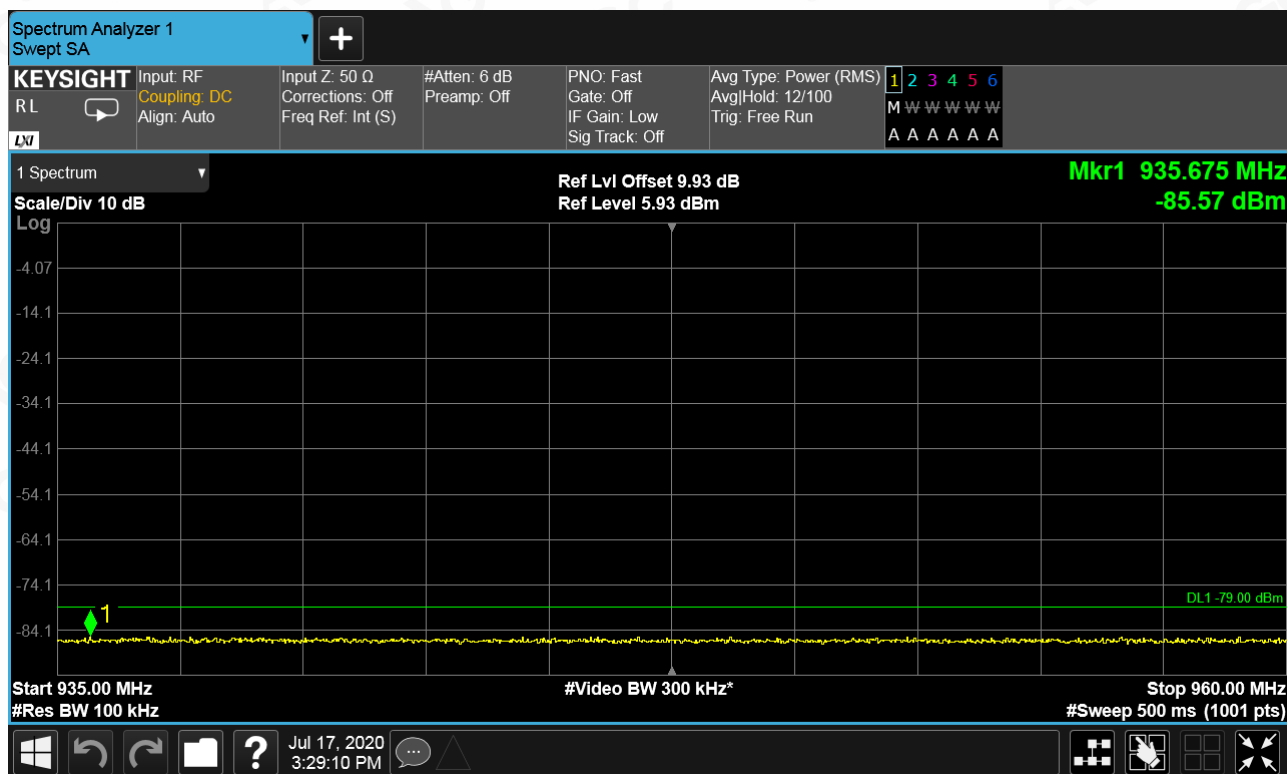 Spectrum Analyzer 1
Swept SA
+
KEYSIGHT
R L
LXI
Input: RF
Coupling: DC
Align: Auto
Input Z: 50 Ω
Corrections: Off
Freq Ref: Int (S)
#Atten: 6 dB
Preamp: Off
PNO: Fast
Gate: Off
IF Gain: Low
Sig Track: Off
Avg Type: Power (RMS)
Avg|Hold: 12/100
Trig: Free Run
1 2 3 4 5 6
M W W W W W
A A A A A A
1 Spectrum
Scale/Div 10 dB
Log
Ref Lvl Offset 9.93 dB
Ref Level 5.93 dBm
Mkr1 935.675 MHz
-85.57 dBm
-4.07
-14.1
-24.1
-34.1
-44.1
-54.1
-64.1
-74.1
DL1 -79.00 dBm
1
-84.1
Start 935.00 MHz
#Video BW 300 kHz*
Stop 960.00 MHz
#Res BW 100 kHz
#Sweep 500 ms (1001 pts)
?
Jul 17, 2020
3:29:10 PM